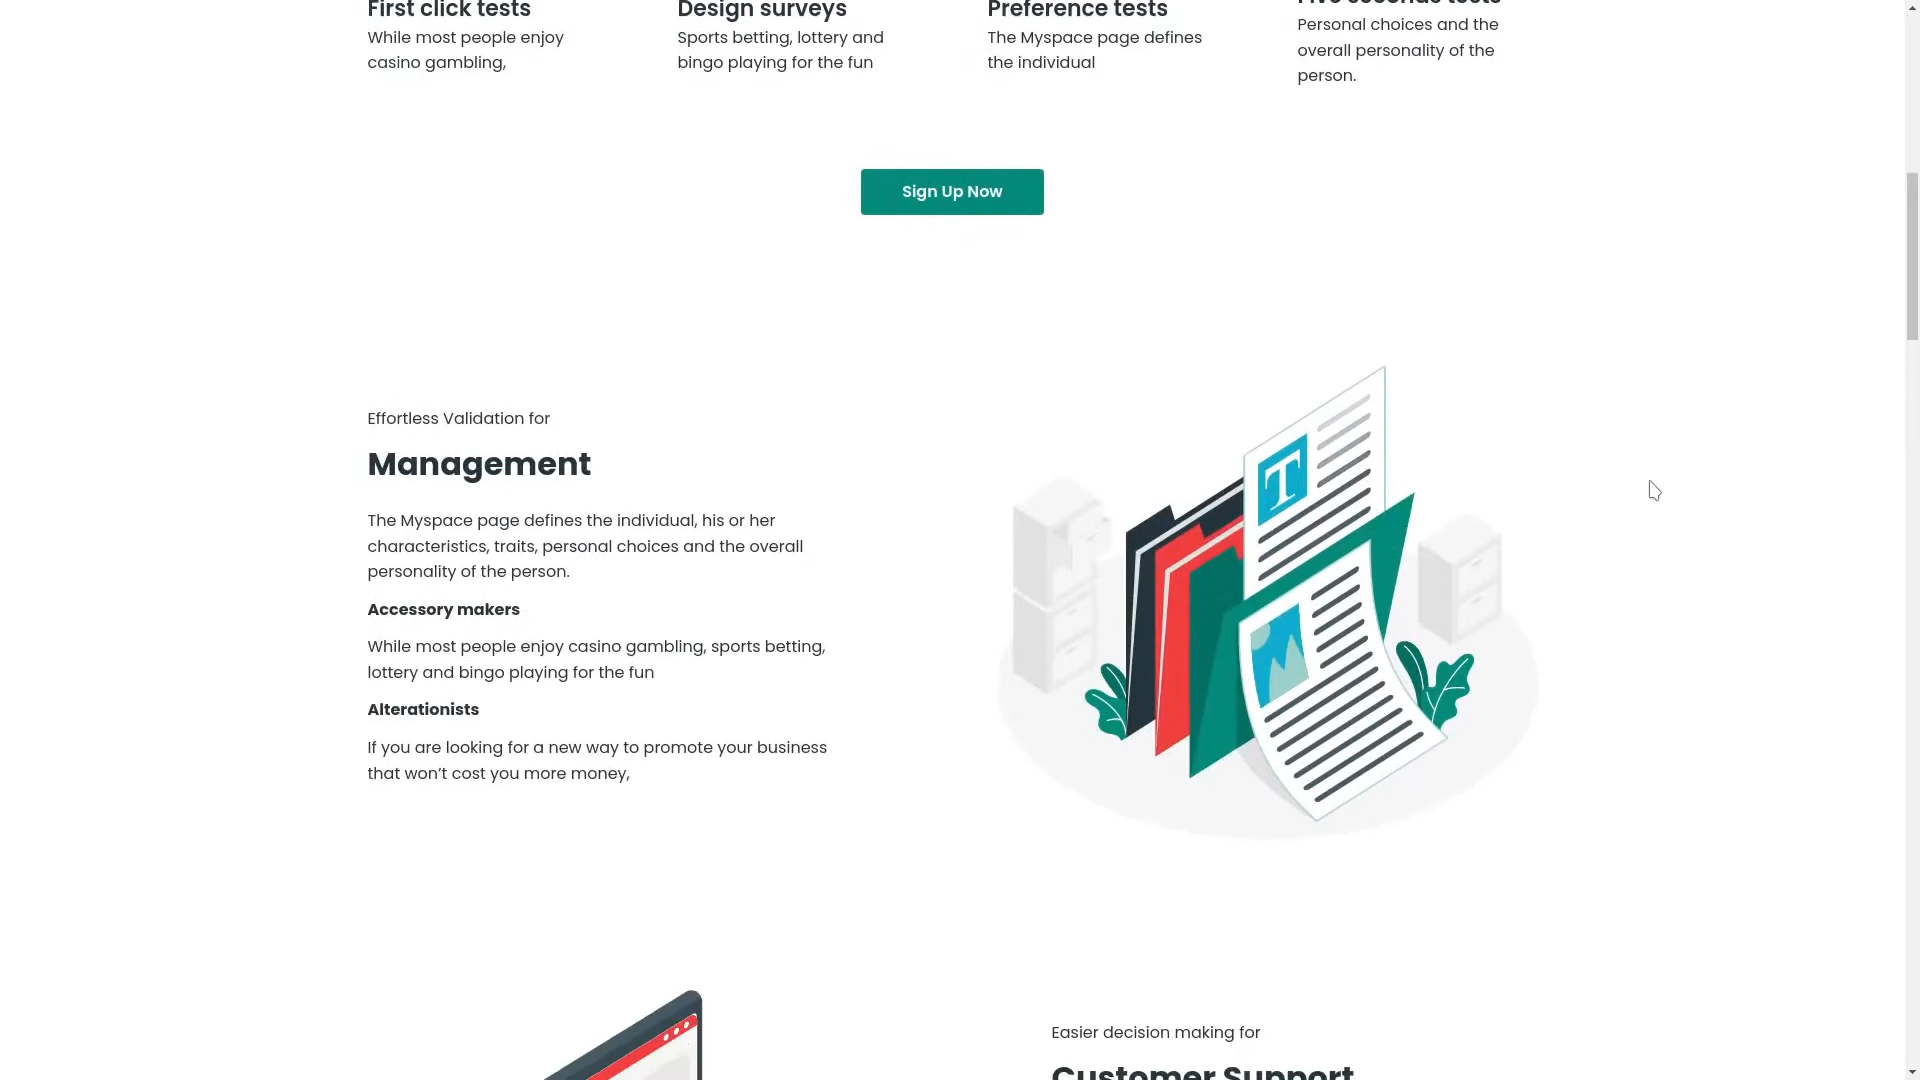 First click tests
While most people enjoy
casino gambling,
Design surveys
Sports betting, lottery and
bingo playing for the fun
Preference tests
The Myspace page defines
the individual
Five seconds tests
Personal choices and the
overall personality of the
person.
Sign Up Now
Effortless Validation for
Management
The Myspace page defines the individual, his or her
characteristics, traits, personal choices and the overall
personality of the person.
Accessory makers
While most people enjoy casino gambling, sports betting,
lottery and bingo playing for the fun
Alterationists
If you are looking for a new way to promote your business
that won’t cost you more money,
T
Easier decision making for
Customer Support